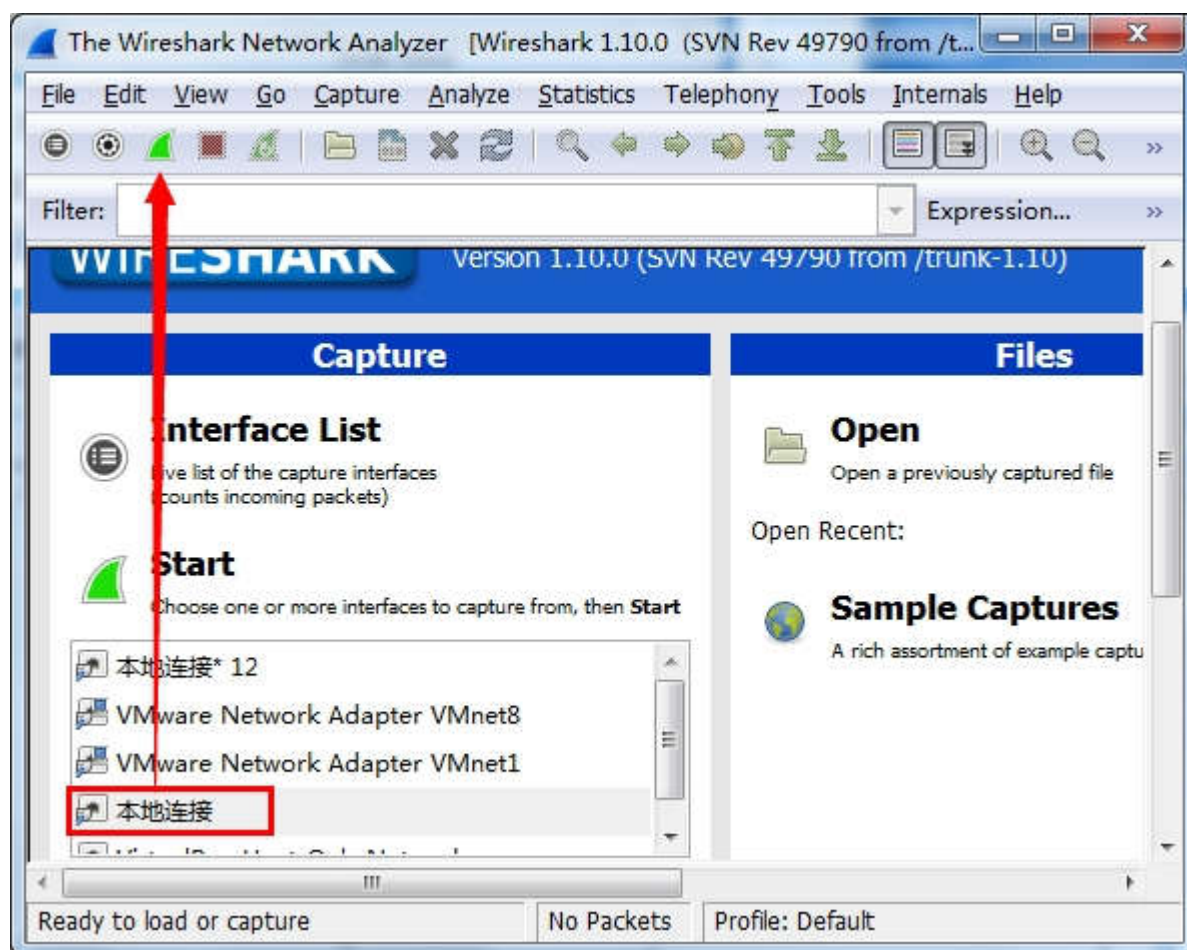 The Wireshark Network Analyzer [Wireshark 1.10.0 (SVN Rev 49790 from /t...
File Edit View Go Capture Analyze Statistics Telephony Tools Internals Help
Filter: Expression...
WIRESHARK Version 1.10.0 (SVN Rev 49790 from /trunk-1.10)
Capture
Interface List
Live list of the capture interfaces
(counts incoming packets)
Start
Choose one or more interfaces to capture from, then Start
本地连接* 12
VMware Network Adapter VMnet8
VMware Network Adapter VMnet1
本地连接
Files
Open
Open a previously captured file
Open Recent:
Sample Captures
A rich assortment of example captu
Ready to load or capture No Packets Profile: Default